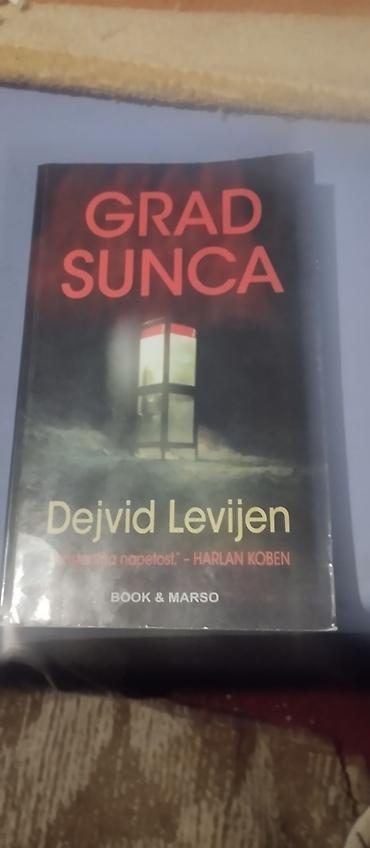 GRAD
SUNCA
Dejvid Levijen
napetost." – HARLAN KOBEN
BOOK & MARSO